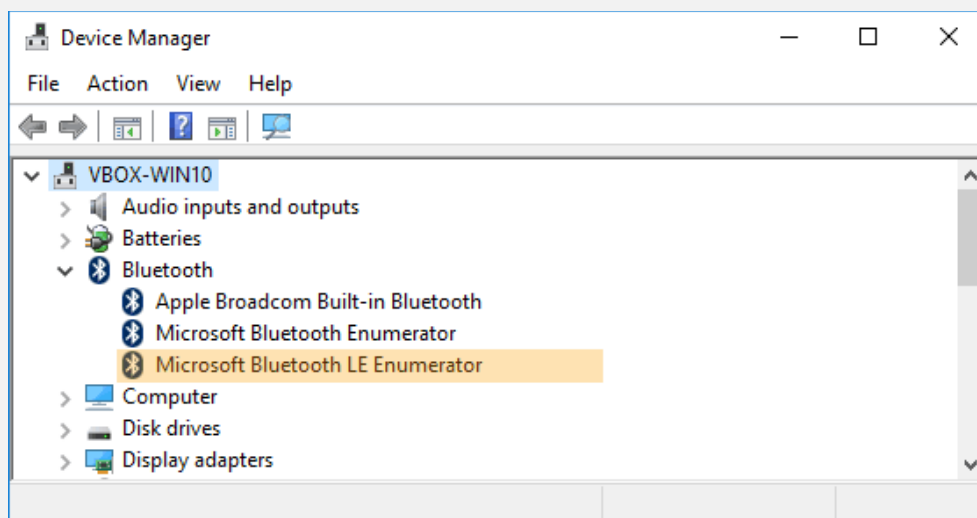 Device Manager
File Action View Help
VBOX-WIN10
Audio inputs and outputs
Batteries
Bluetooth
Apple Broadcom Built-in Bluetooth
Microsoft Bluetooth Enumerator
Microsoft Bluetooth LE Enumerator
Computer
Disk drives
Display adapters